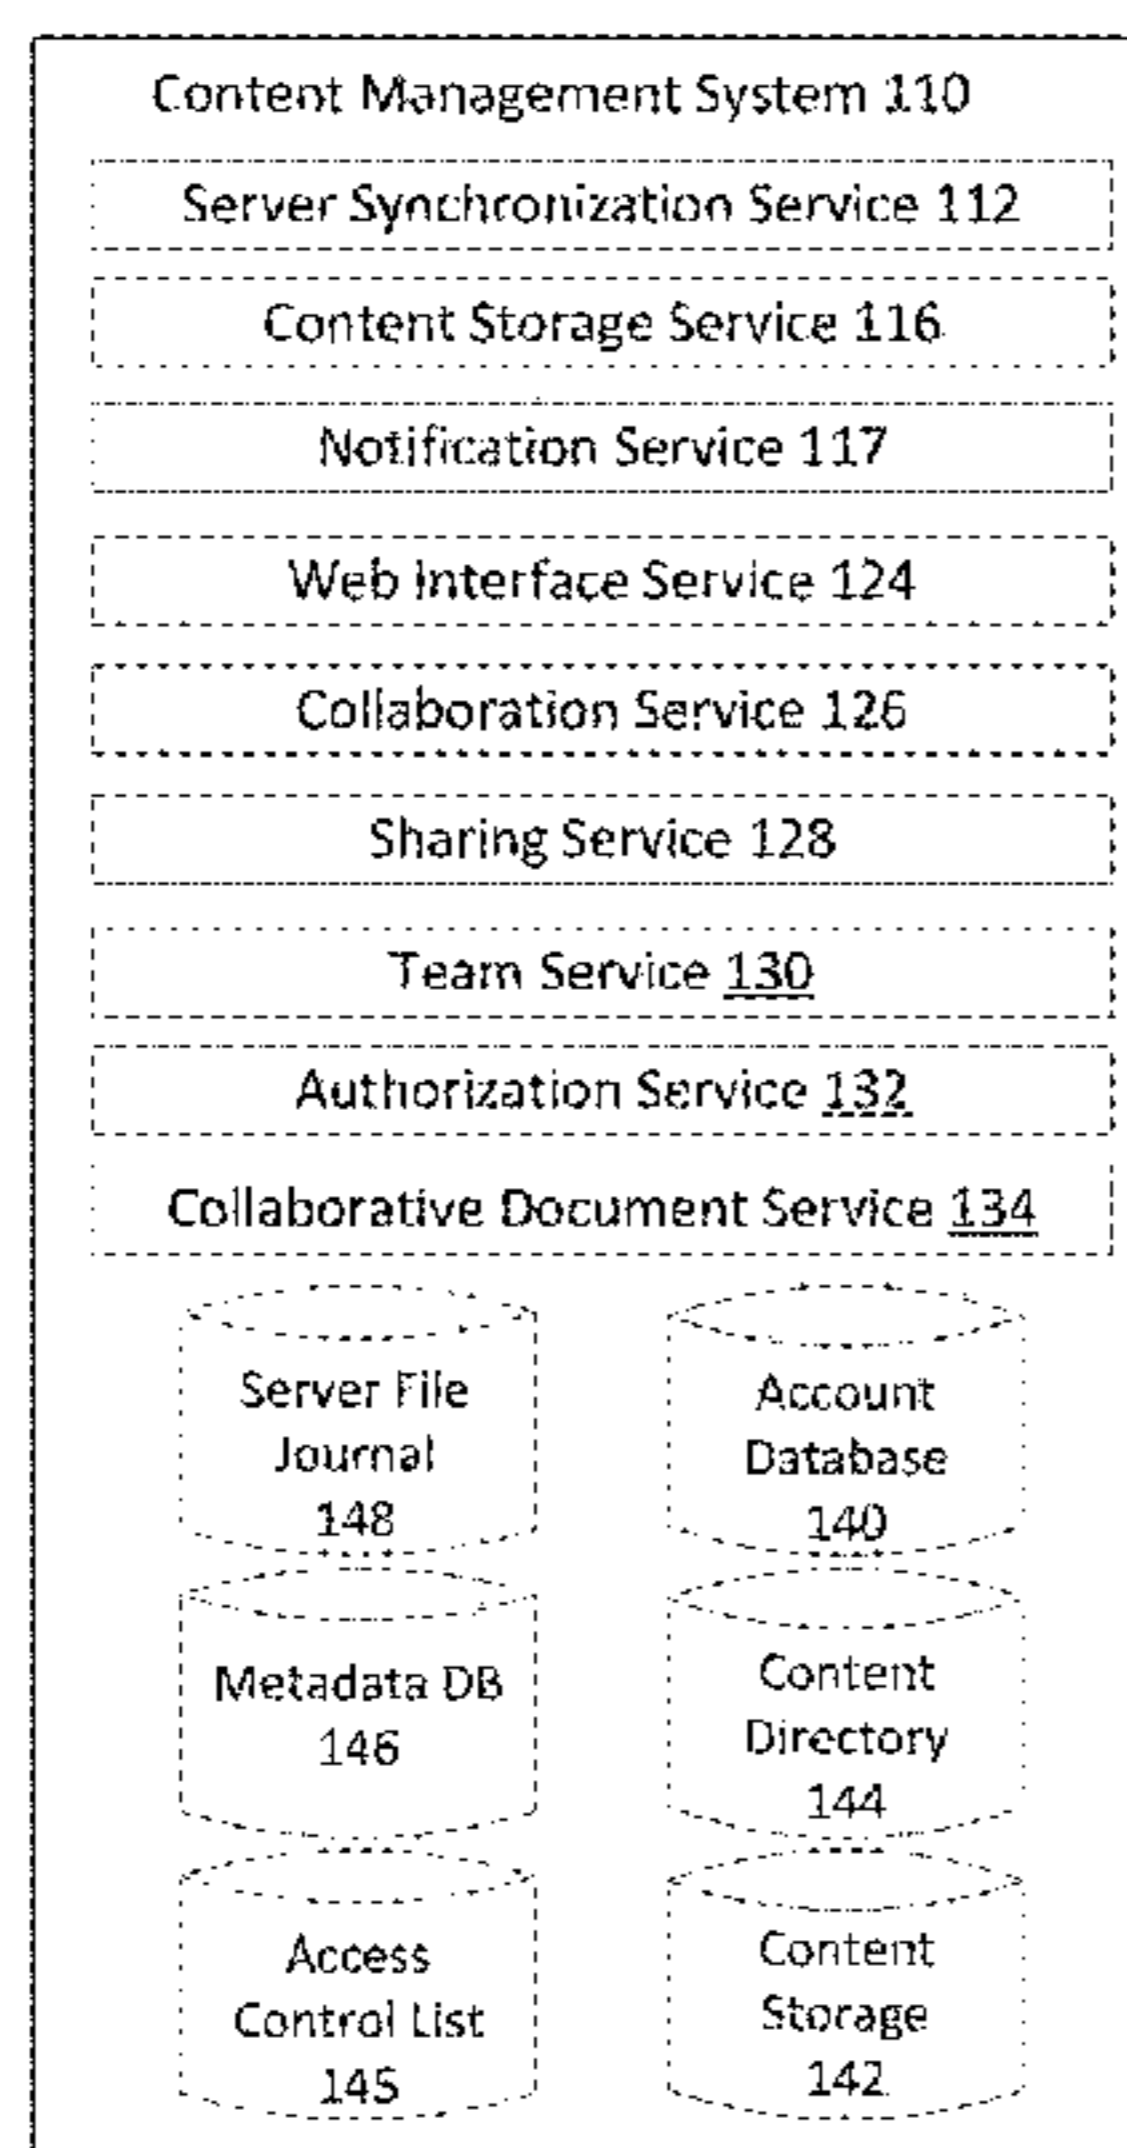 Content Management System 110
Server Synchronization Service 112
Content Storage Service 116
Notification Service 117
Web Interface Service 124
Collaboration Service 126
Sharing Service 128
Team Service 130
Authorization Service 132
Collaborative Document Service 134
Server File
Journal
148
Account
Database
140
Metadata DB
146
Content
Directory
144
Access
Control List
145
Content
Storage
142